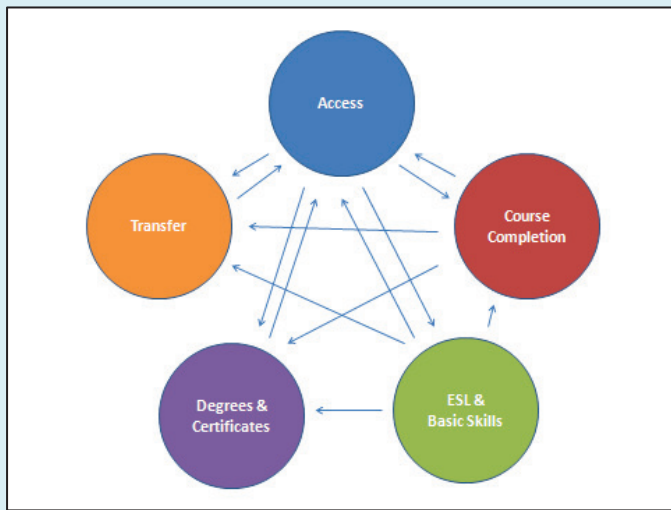 Access
Transfer
Course
Completion
Degrees &
Certificates
ESL &
Basic Skills